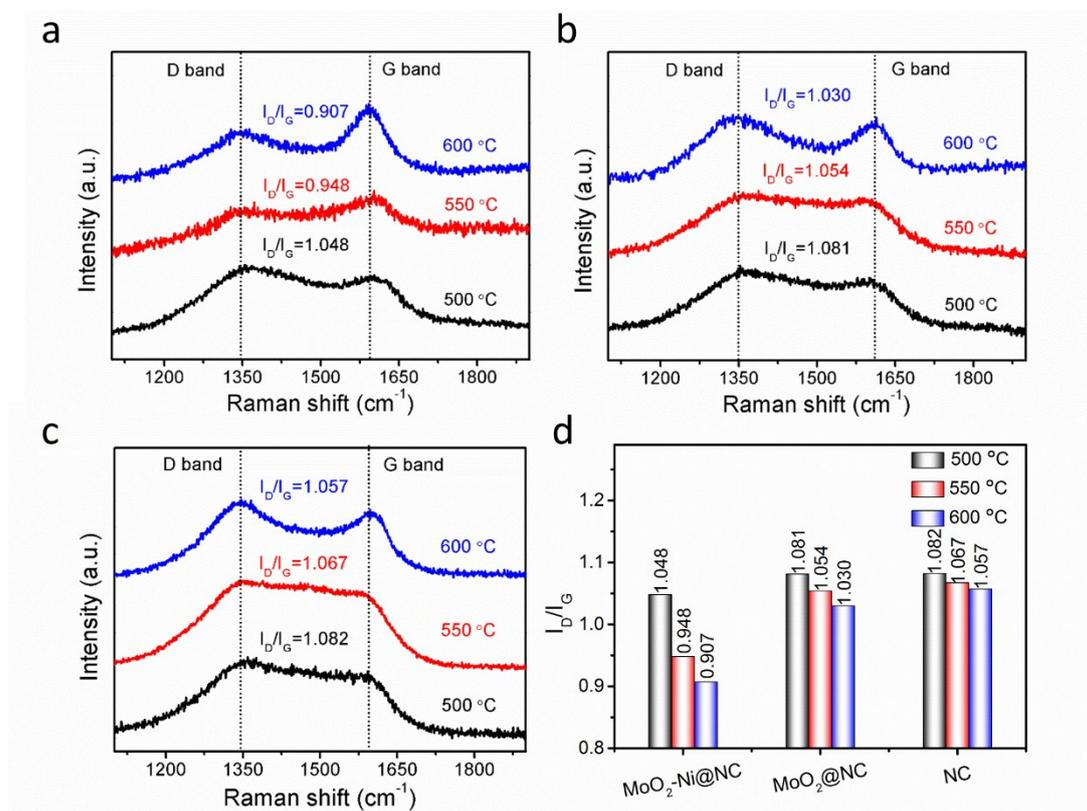 a
D band
G band
I_D/I_G=0.907
600 °C
I_D/I_G=0.948
550 °C
I_D/I_G=1.048
500 °C
Intensity (a.u.)
1200 1350 1500 1650 1800
Raman shift (cm⁻¹)
b
D band
G band
I_D/I_G=1.030
600 °C
I_D/I_G=1.054
550 °C
I_D/I_G=1.081
500 °C
Intensity (a.u.)
1200 1350 1500 1650 1800
Raman shift (cm⁻¹)
c
D band
G band
I_D/I_G=1.057
600 °C
I_D/I_G=1.067
550 °C
I_D/I_G=1.082
500 °C
Intensity (a.u.)
1200 1350 1500 1650 1800
Raman shift (cm⁻¹)
d
500 °C
550 °C
600 °C
1.2
1.1
1.0
0.9
0.8
I_D/I_G
1.048 0.948 0.907
1.081 1.054 1.030
1.082 1.067 1.057
MoO₂-Ni@NC
MoO₂@NC
NC